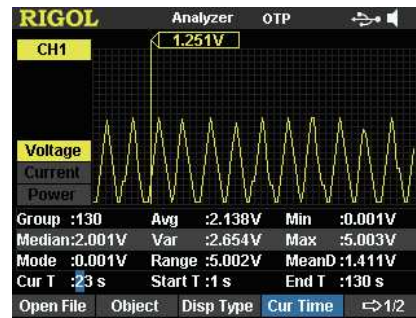 RIGOL Analyzer OTP
CH1
1.251V
Voltage
Current
Power
Group :130 Avg :2.138V Min :0.001V
Median:2.001V Var :2.654V Max :5.003V
Mode :0.001V Range :5.002V MeanD :1.411V
Cur T :23 s Start T :1 s End T :130 s
Open File Object Disp Type Cur Time ⇨1/2